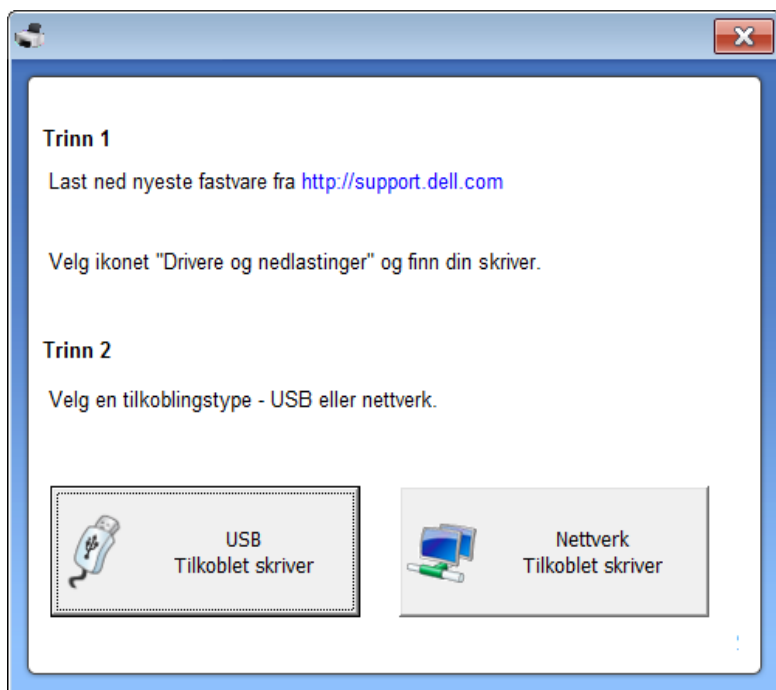 Trinn 1
Last ned nyeste fastvare fra http://support.dell.com
Velg ikonet "Drivere og nedlastinger" og finn din skriver.
Trinn 2
Velg en tilkoblingstype - USB eller nettverk.
USB
Tilkoblet skriver
Nettverk
Tilkoblet skriver